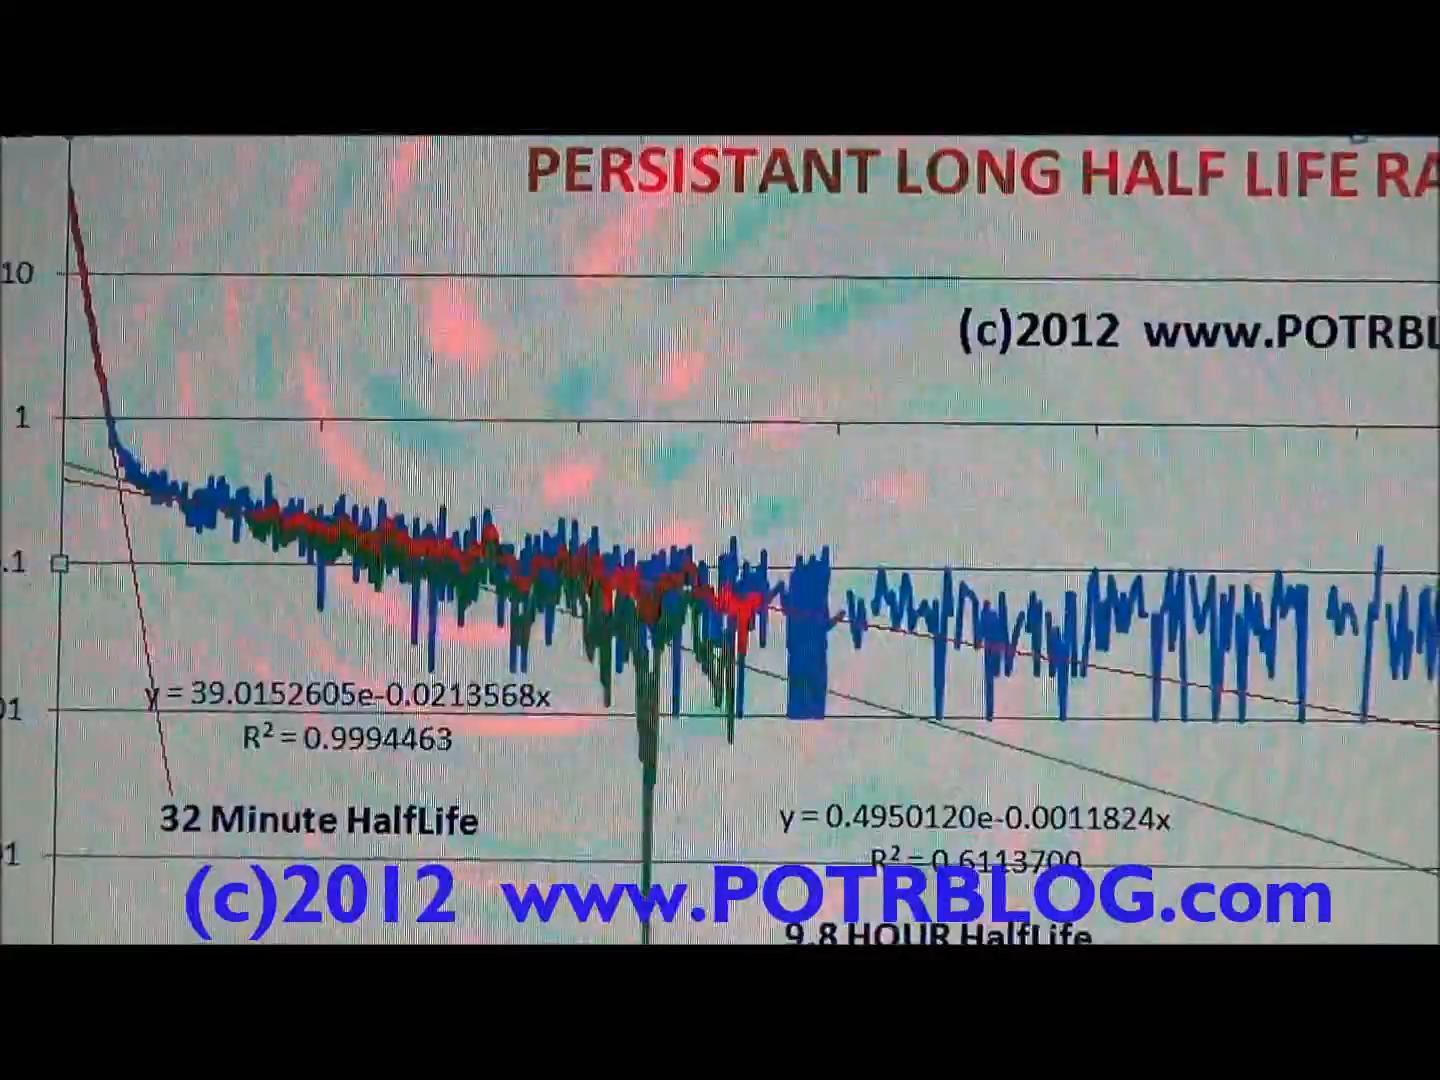 PERSISTANT LONG HALF LIFE RA
10
(c)2012 www.POTRBL
1
.1
y = 39.0152605e-0.0213568x
01
R² = 0.9994463
32 Minute HalfLife
y = 0.4950120e-0.0011824x
R² = 0.6113700
1
(c)2012 www.POTRBLOG.com
9.8 HOUR HalfLife